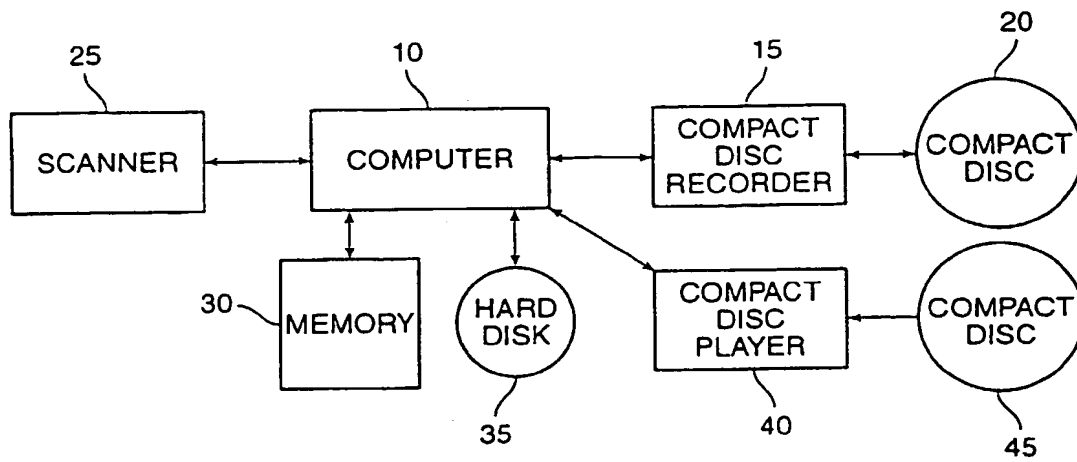 20
25
10
15
SCANNER
COMPUTER
COMPACT
DISC
RECORDER
COMPACT
DISC
30
MEMORY
HARD
DISK
COMPACT
DISC
PLAYER
COMPACT
DISC
35
40
45